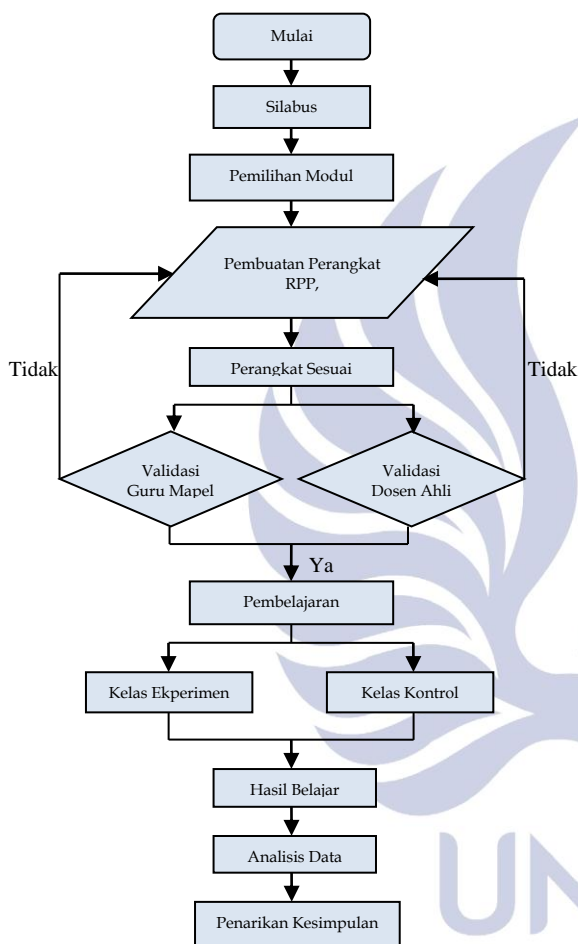 Mulai
Silabus
Pemilihan Modul
Pembuatan Perangkat
RPP,
Tidak
Tidak
Perangkat Sesuai
Validasi
Guru Mapel
Validasi
Dosen Ahli
Ya
Pembelajaran
Kelas Ekperimen
Kelas Kontrol
Hasil Belajar
Analisis Data
UN
Penarikan Kesimpulan